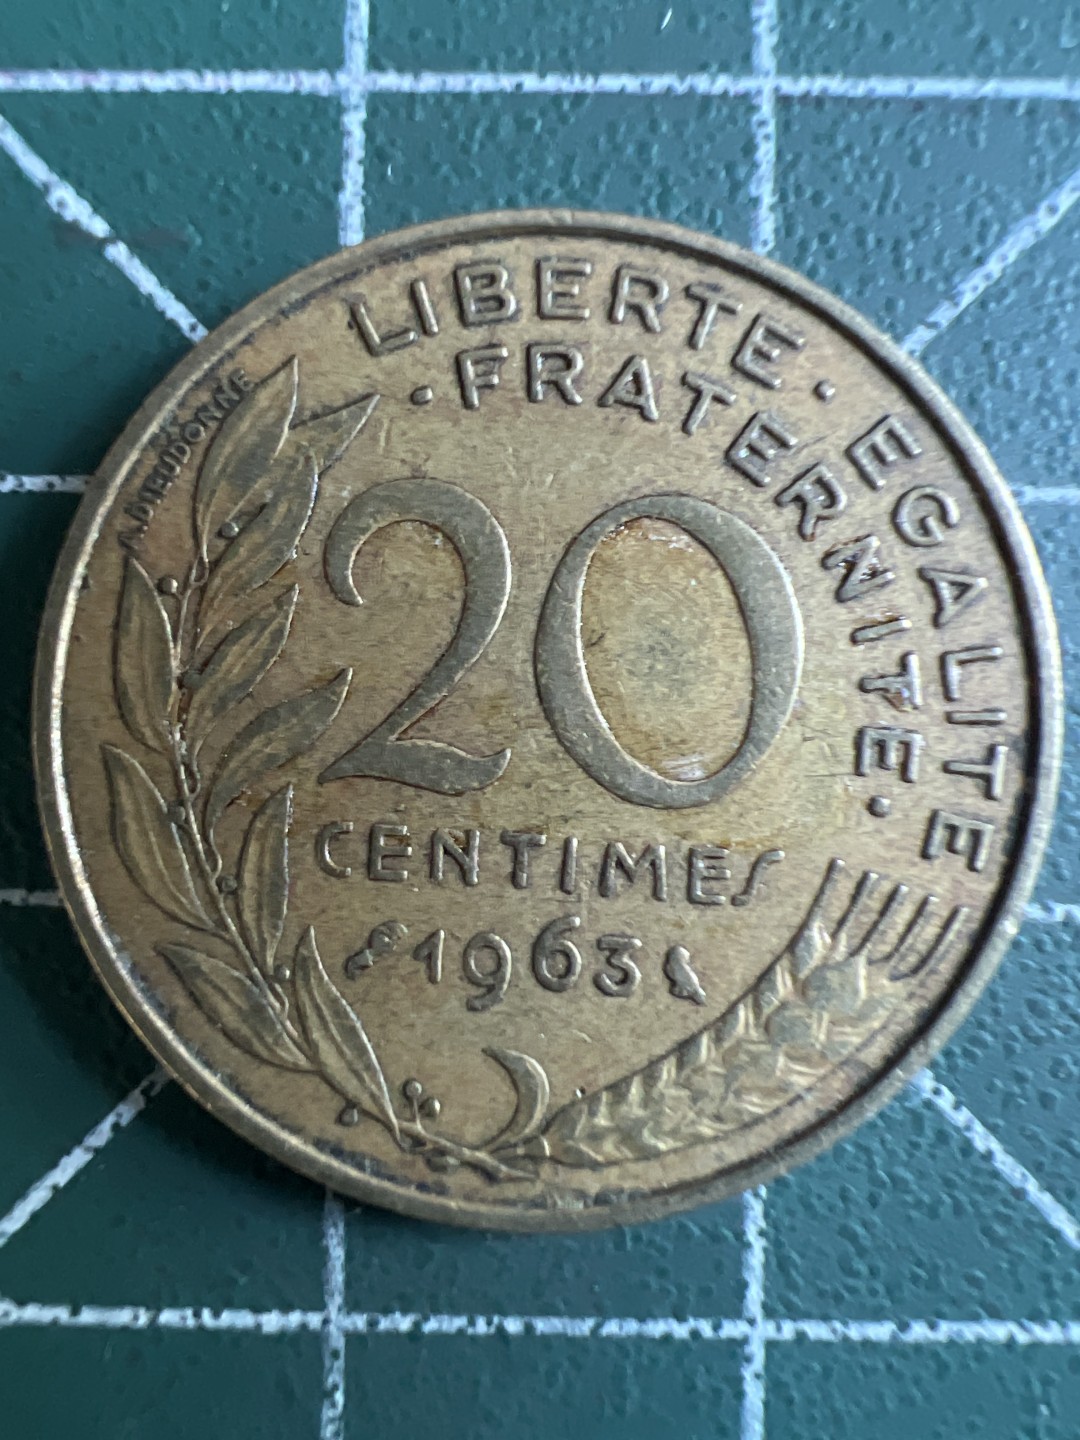 LIBERTE · EGALITE
· FRATERNITE ·
A.DIEUDONNE
20
CENTIMES
1963